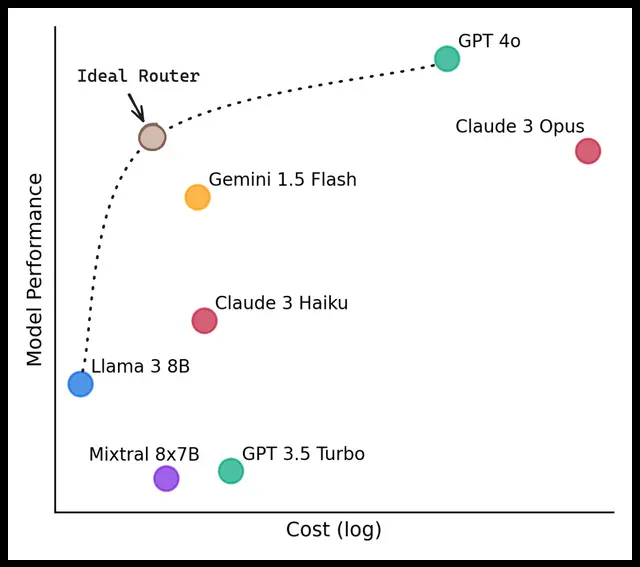 GPT 4o
Ideal Router
Claude 3 Opus
Gemini 1.5 Flash
Model Performance
Claude 3 Haiku
Llama 3 8B
Mixtral 8x7B
GPT 3.5 Turbo
Cost (log)